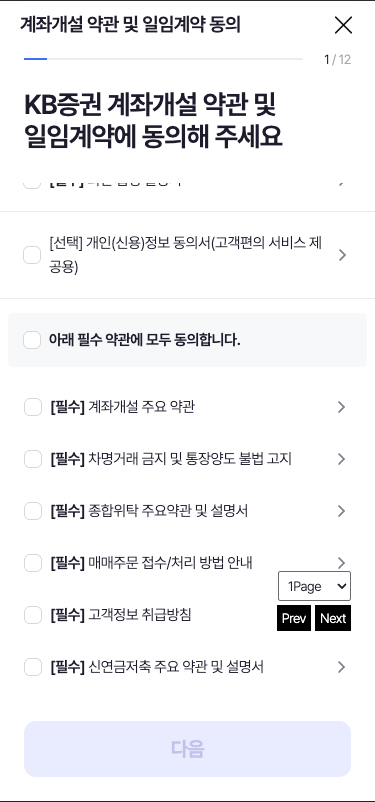 계좌개설 약관 및 일임계약 동의
1 / 12
KB증권 계좌개설 약관 및
일임계약에 동의해 주세요
[선택] 개인(신용)정보 동의서(고객편의 서비스 제
공용)
아래 필수 약관에 모두 동의합니다.
[필수] 계좌개설 주요 약관
[필수] 차명거래 금지 및 통장양도 불법 고지
[필수] 종합위탁 주요약관 및 설명서
[필수] 매매주문 접수/처리 방법 안내
1Page
[필수] 고객정보 취급방침
Prev Next
[필수] 신연금저축 주요 약관 및 설명서
다음